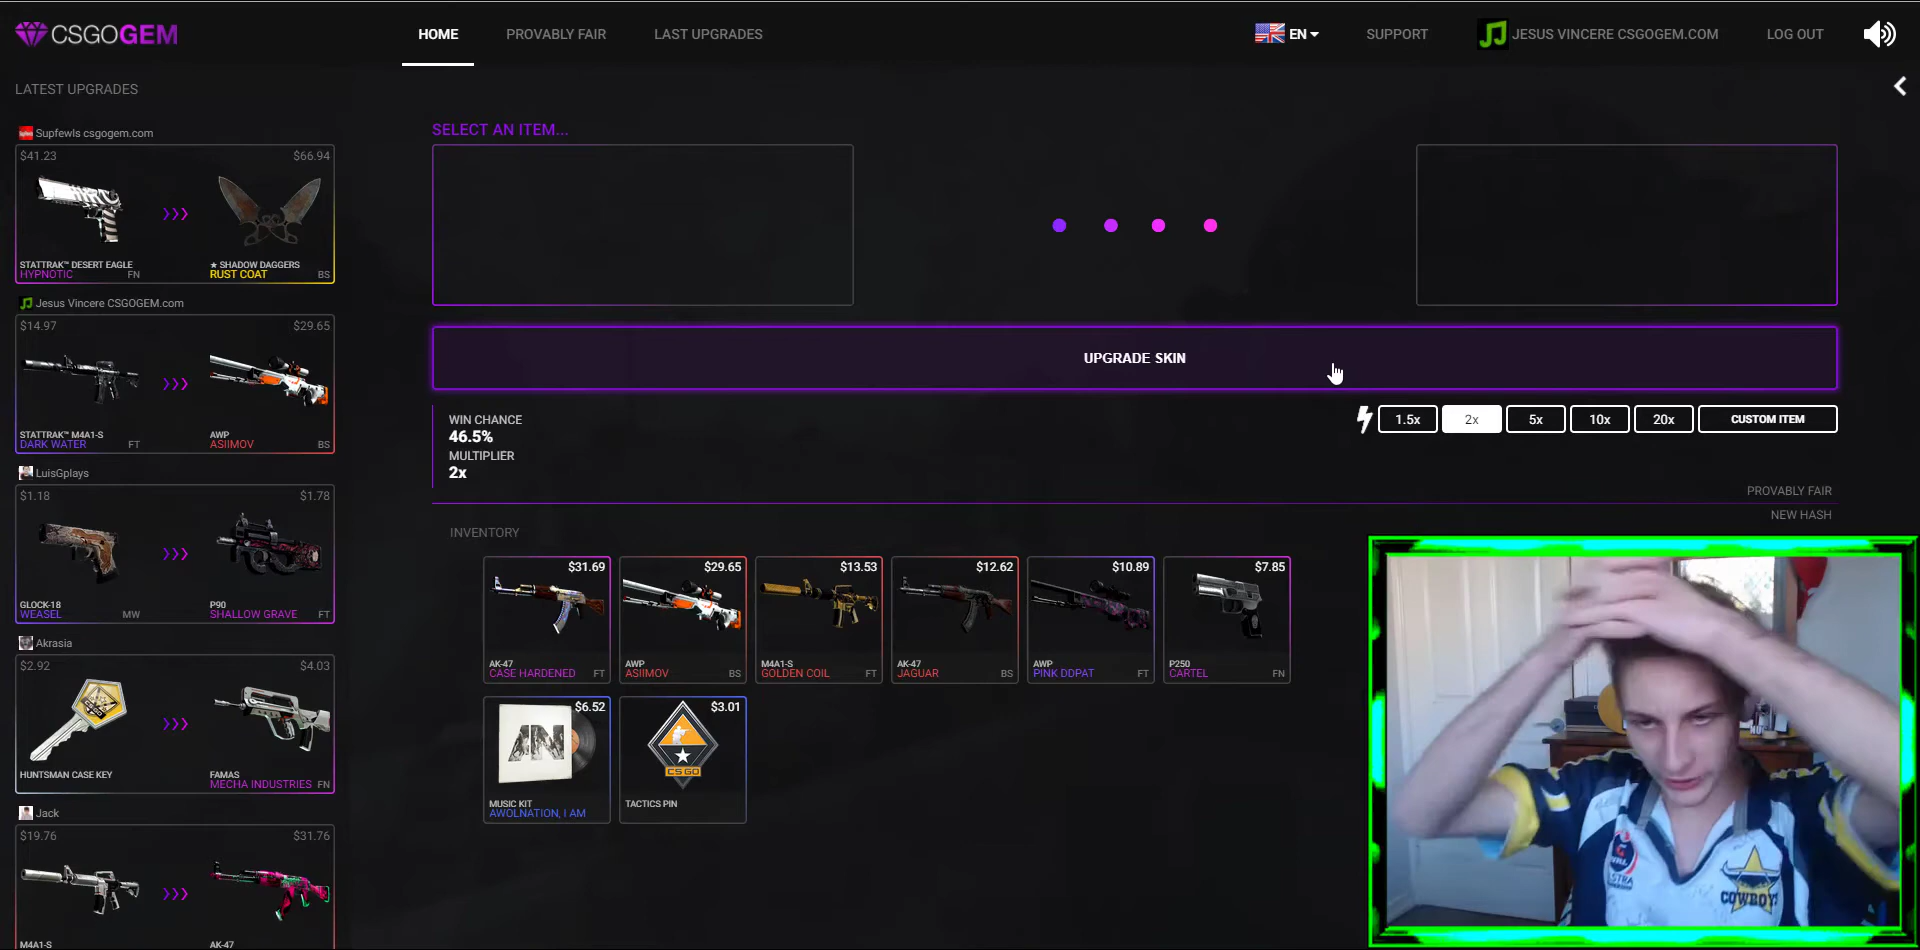 CSGOGEM
HOME
PROVABLY FAIR
LAST UPGRADES
EN
SUPPORT
JESUS VINCERE CSGOGEM.COM
LOG OUT
LATEST UPGRADES
Supfewls csgogem.com
$41.23
$66.94
STATTRAK™ DESERT EAGLE
HYPNOTIC
FN
★ SHADOW DAGGERS
RUST COAT
BS
Jesus Vincere CSGOGEM.com
$14.97
$29.65
STATTRAK™ M4A1-S
DARK WATER
FT
AWP
ASIIMOV
BS
LuisGplays
$1.18
$1.78
GLOCK-18
WEASEL
MW
P90
SHALLOW GRAVE
FT
Akrasia
$2.92
$4.03
HUNTSMAN CASE KEY
FAMAS
MECHA INDUSTRIES
FN
Jack
$19.76
$31.76
M4A1-S
AK-47
SELECT AN ITEM...
UPGRADE SKIN
WIN CHANCE
46.5%
MULTIPLIER
2x
1.5x
2x
5x
10x
20x
CUSTOM ITEM
PROVABLY FAIR
NEW HASH
INVENTORY
$31.69
AK-47
CASE HARDENED
FT
$29.65
AWP
ASIIMOV
BS
$13.53
M4A1-S
GOLDEN COIL
FT
$12.62
AK-47
JAGUAR
BS
$10.89
AWP
PINK DDPAT
FT
$7.85
P250
CARTEL
FN
$6.52
AN
MUSIC KIT
AWOLNATION, I AM
$3.01
CS GO
TACTICS PIN
COWBOY